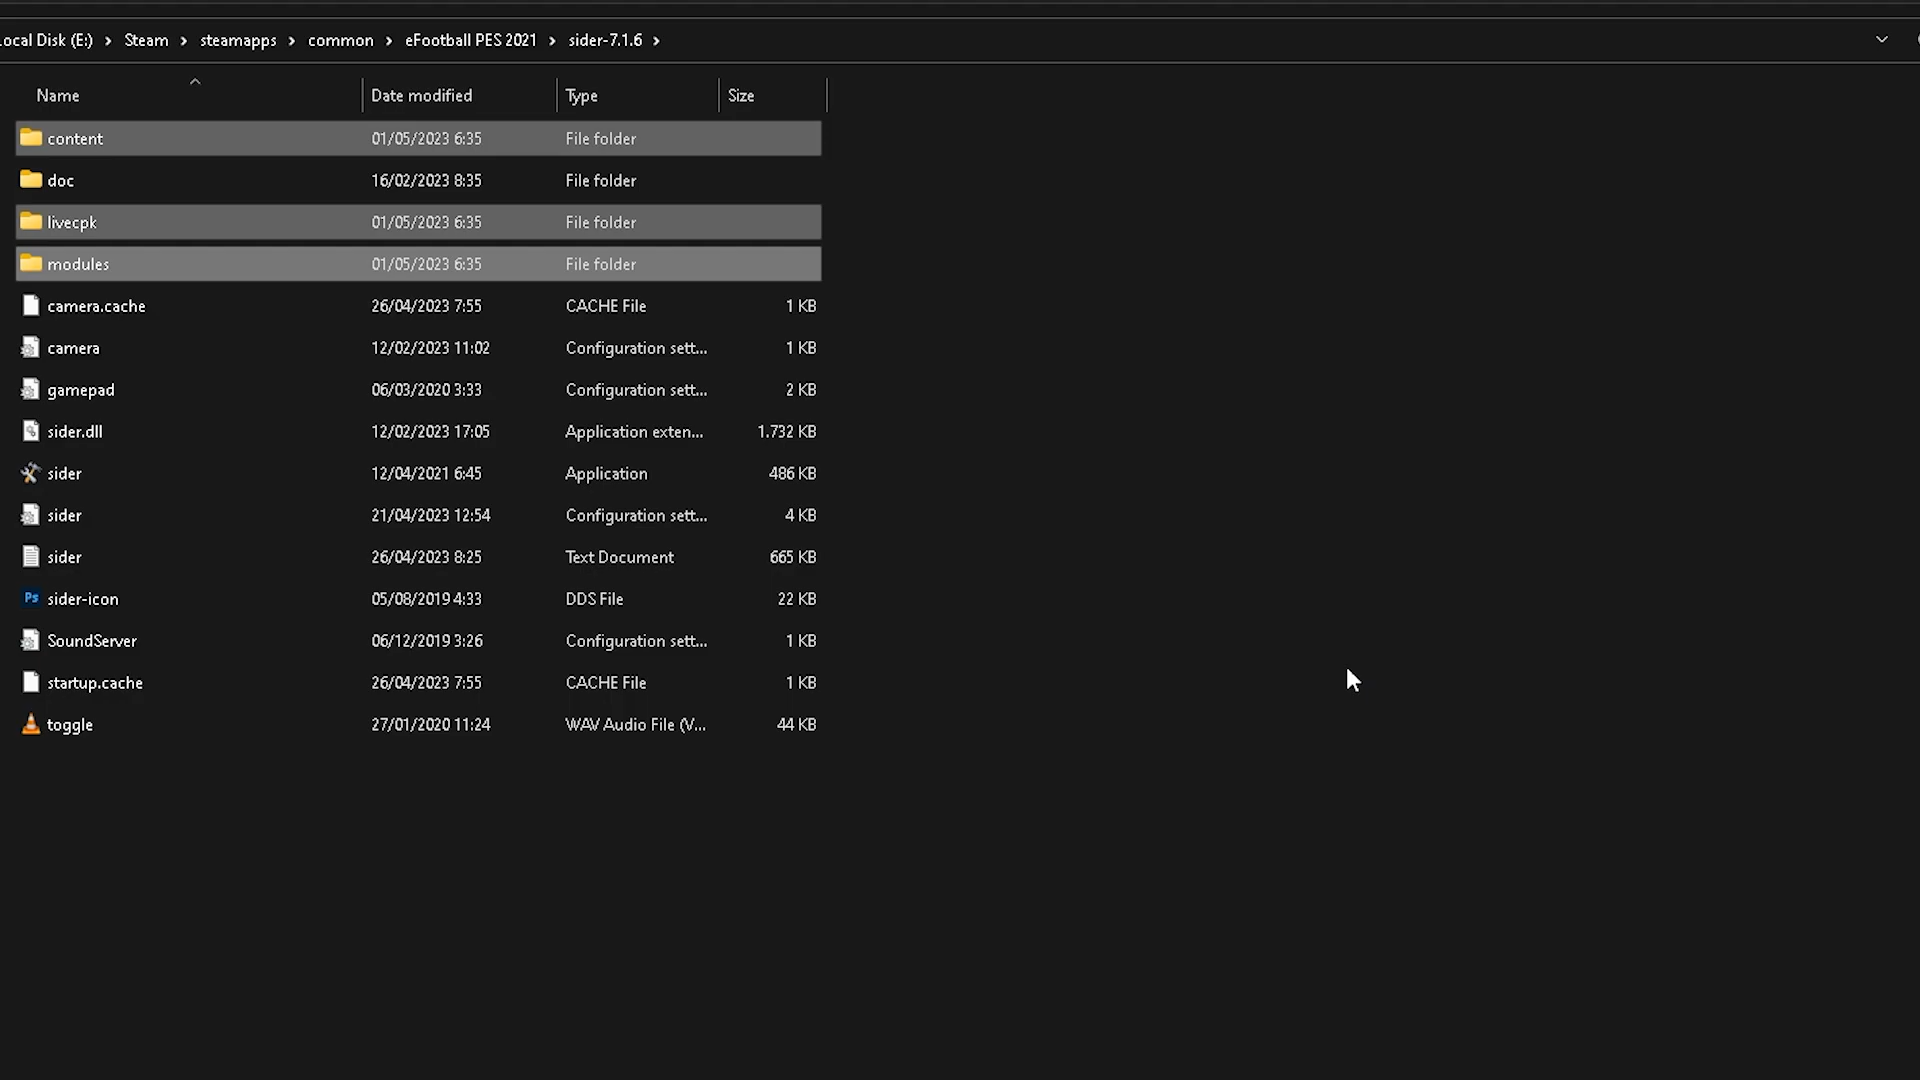 Local Disk (E:) > Steam > steamapps > common > eFootball PES 2021 > sider-7.1.6 >
Name Date modified Type Size
content 01/05/2023 6:35 File folder
doc 16/02/2023 8:35 File folder
livecpk 01/05/2023 6:35 File folder
modules 01/05/2023 6:35 File folder
camera.cache 26/04/2023 7:55 CACHE File 1 KB
camera 12/02/2023 11:02 Configuration sett... 1 KB
gamepad 06/03/2020 3:33 Configuration sett... 2 KB
sider.dll 12/02/2023 17:05 Application exten... 1.732 KB
sider 12/04/2021 6:45 Application 486 KB
sider 21/04/2023 12:54 Configuration sett... 4 KB
sider 26/04/2023 8:25 Text Document 665 KB
Ps sider-icon 05/08/2019 4:33 DDS File 22 KB
SoundServer 06/12/2019 3:26 Configuration sett... 1 KB
startup.cache 26/04/2023 7:55 CACHE File 1 KB
toggle 27/01/2020 11:24 WAV Audio File (V... 44 KB